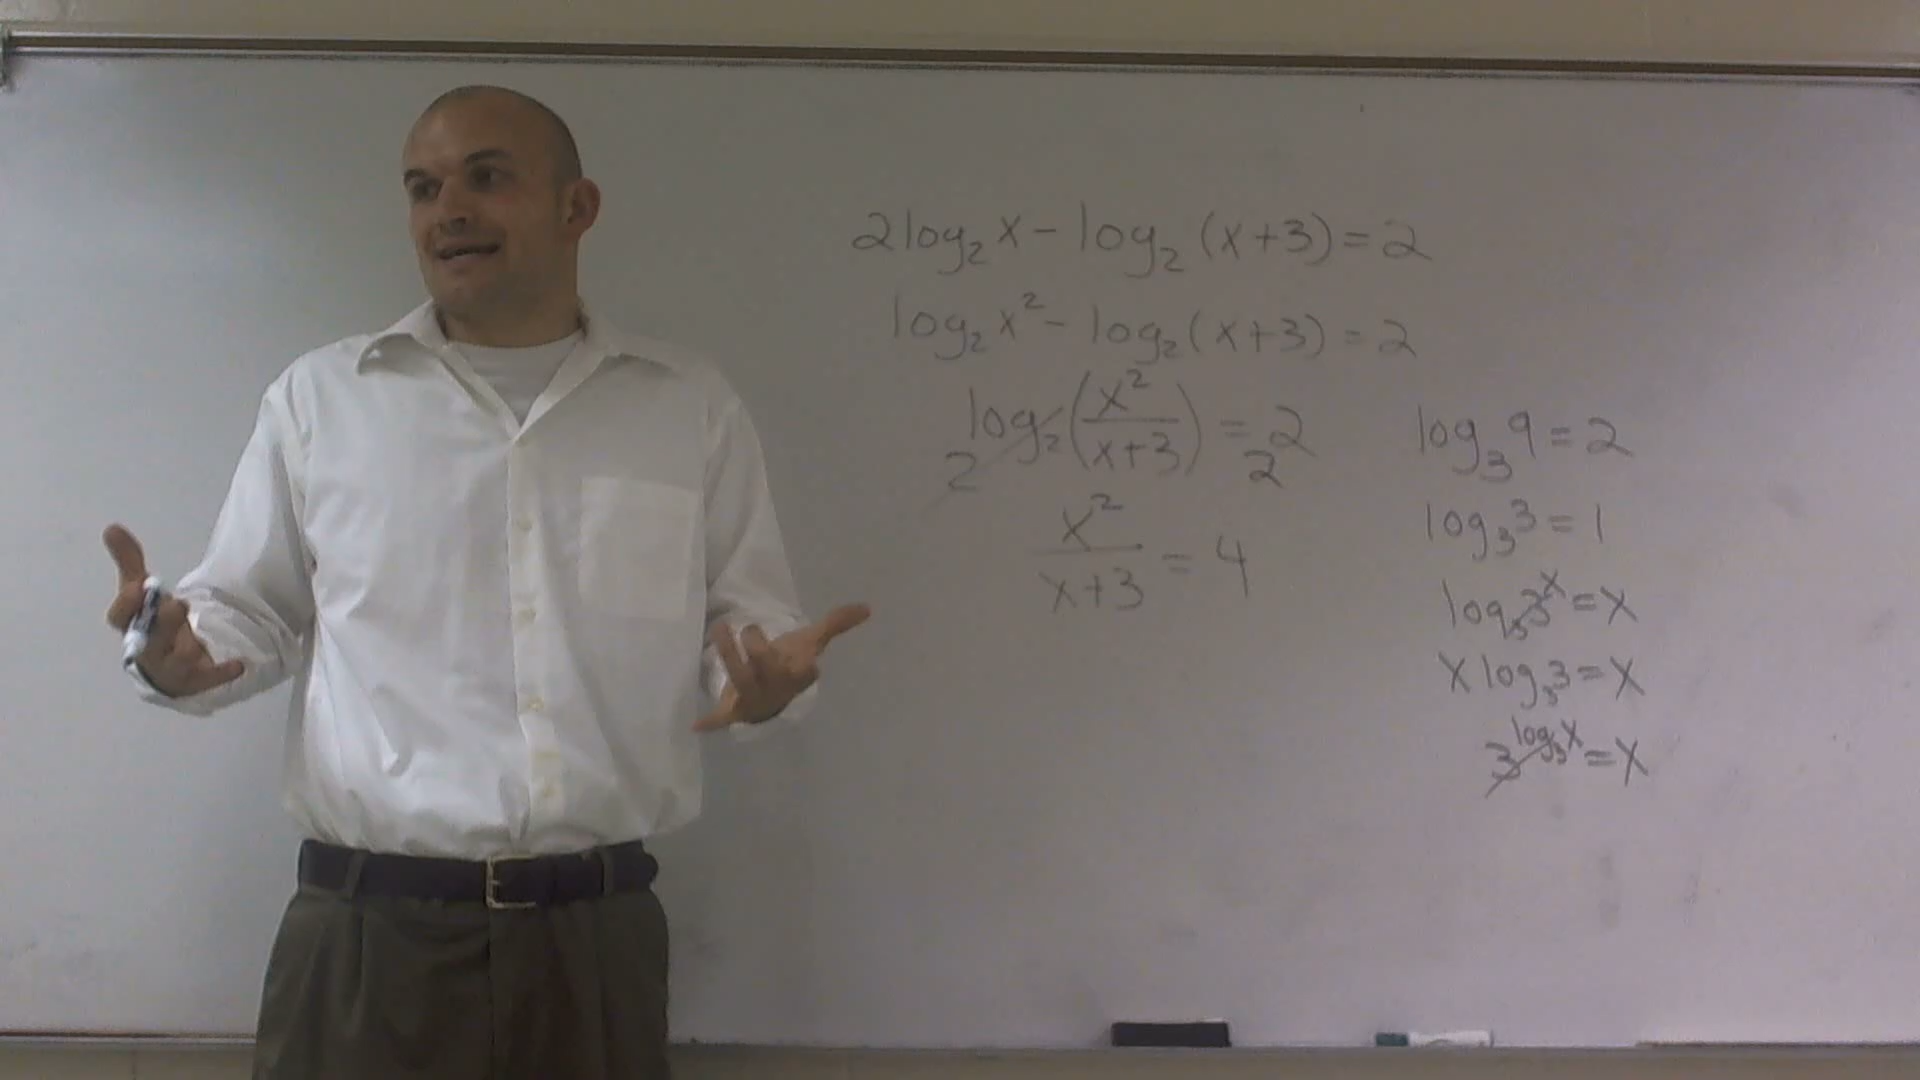 2log₂x - log₂(x+3) = 2
log₂x² - log₂(x+3) = 2
2^log₂(x²/(x+3)) = 2²
x²/(x+3) = 4
log₃9 = 2
log₃3 = 1
log₃3ˣ = x
x log₃3 = x
3^log₃x = x